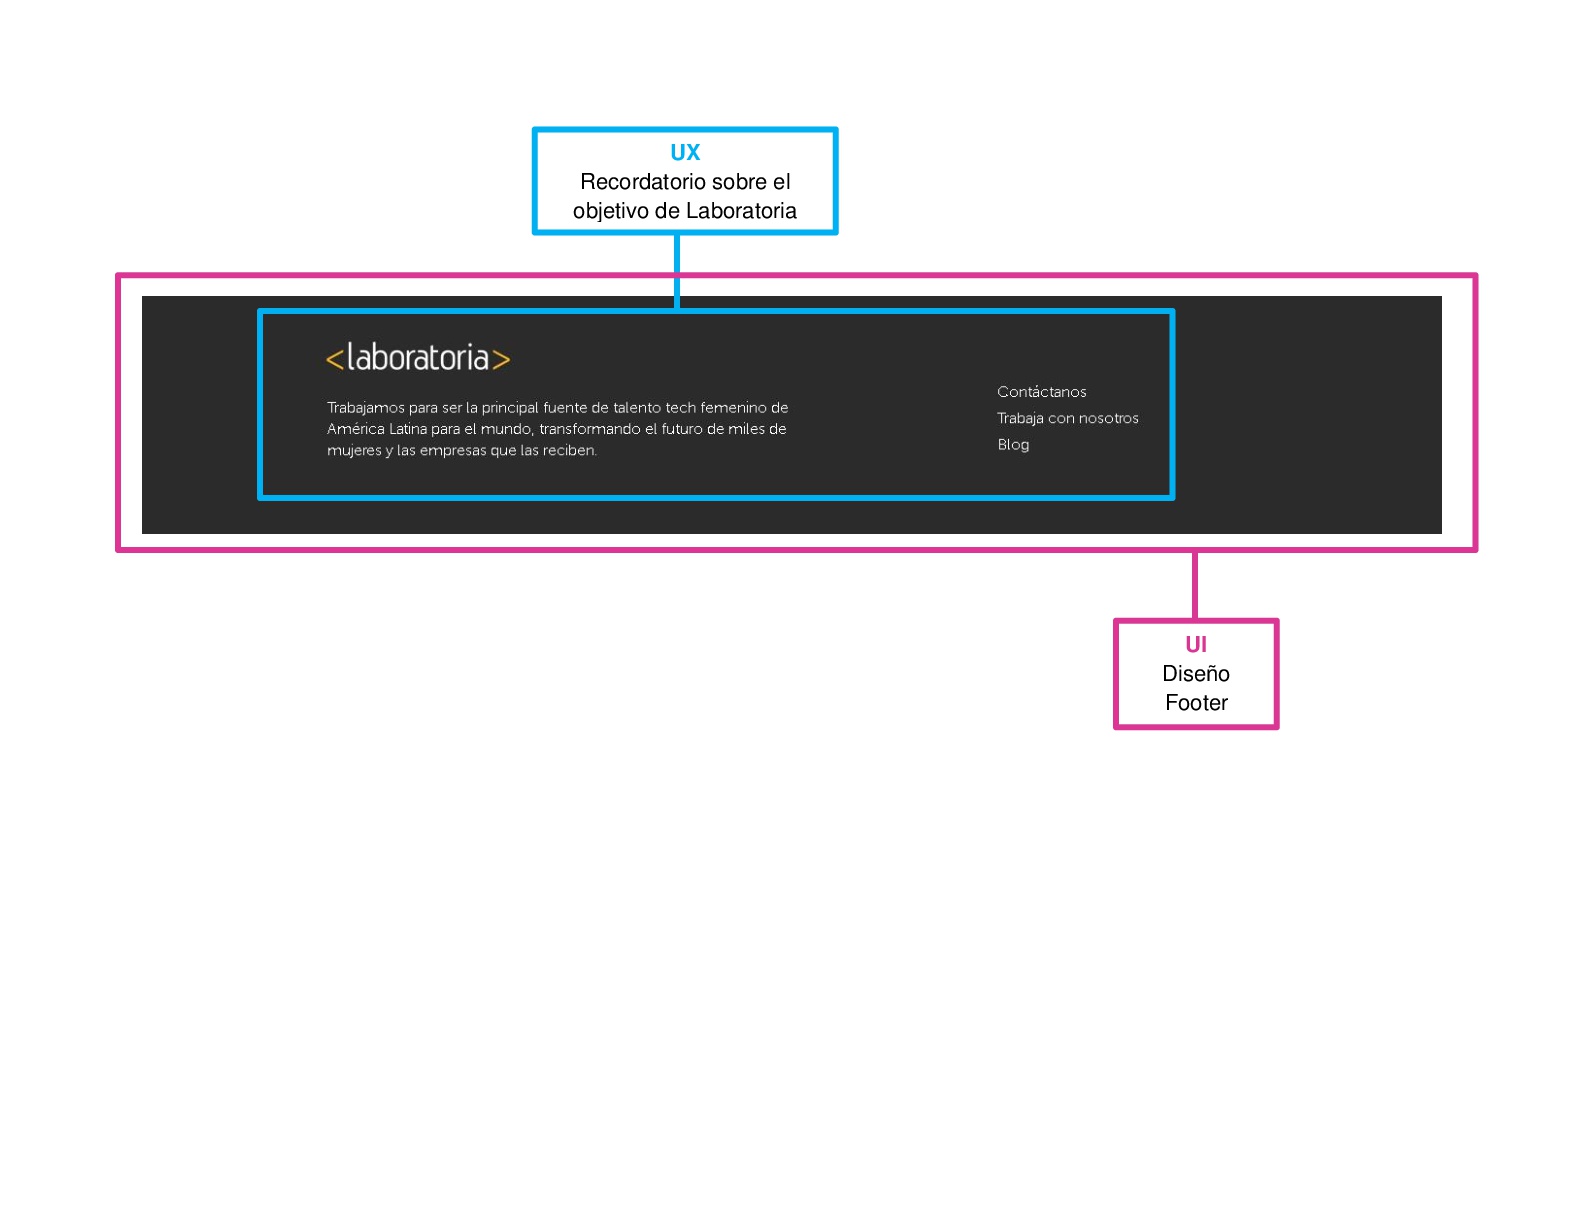 UX
Recordatorio sobre el
objetivo de Laboratoria
<laboratoria>
Trabajamos para ser la principal fuente de talento tech femenino de
América Latina para el mundo, transformando el futuro de miles de
mujeres y las empresas que las reciben.
Contáctanos
Trabaja con nosotros
Blog
UI
Diseño
Footer